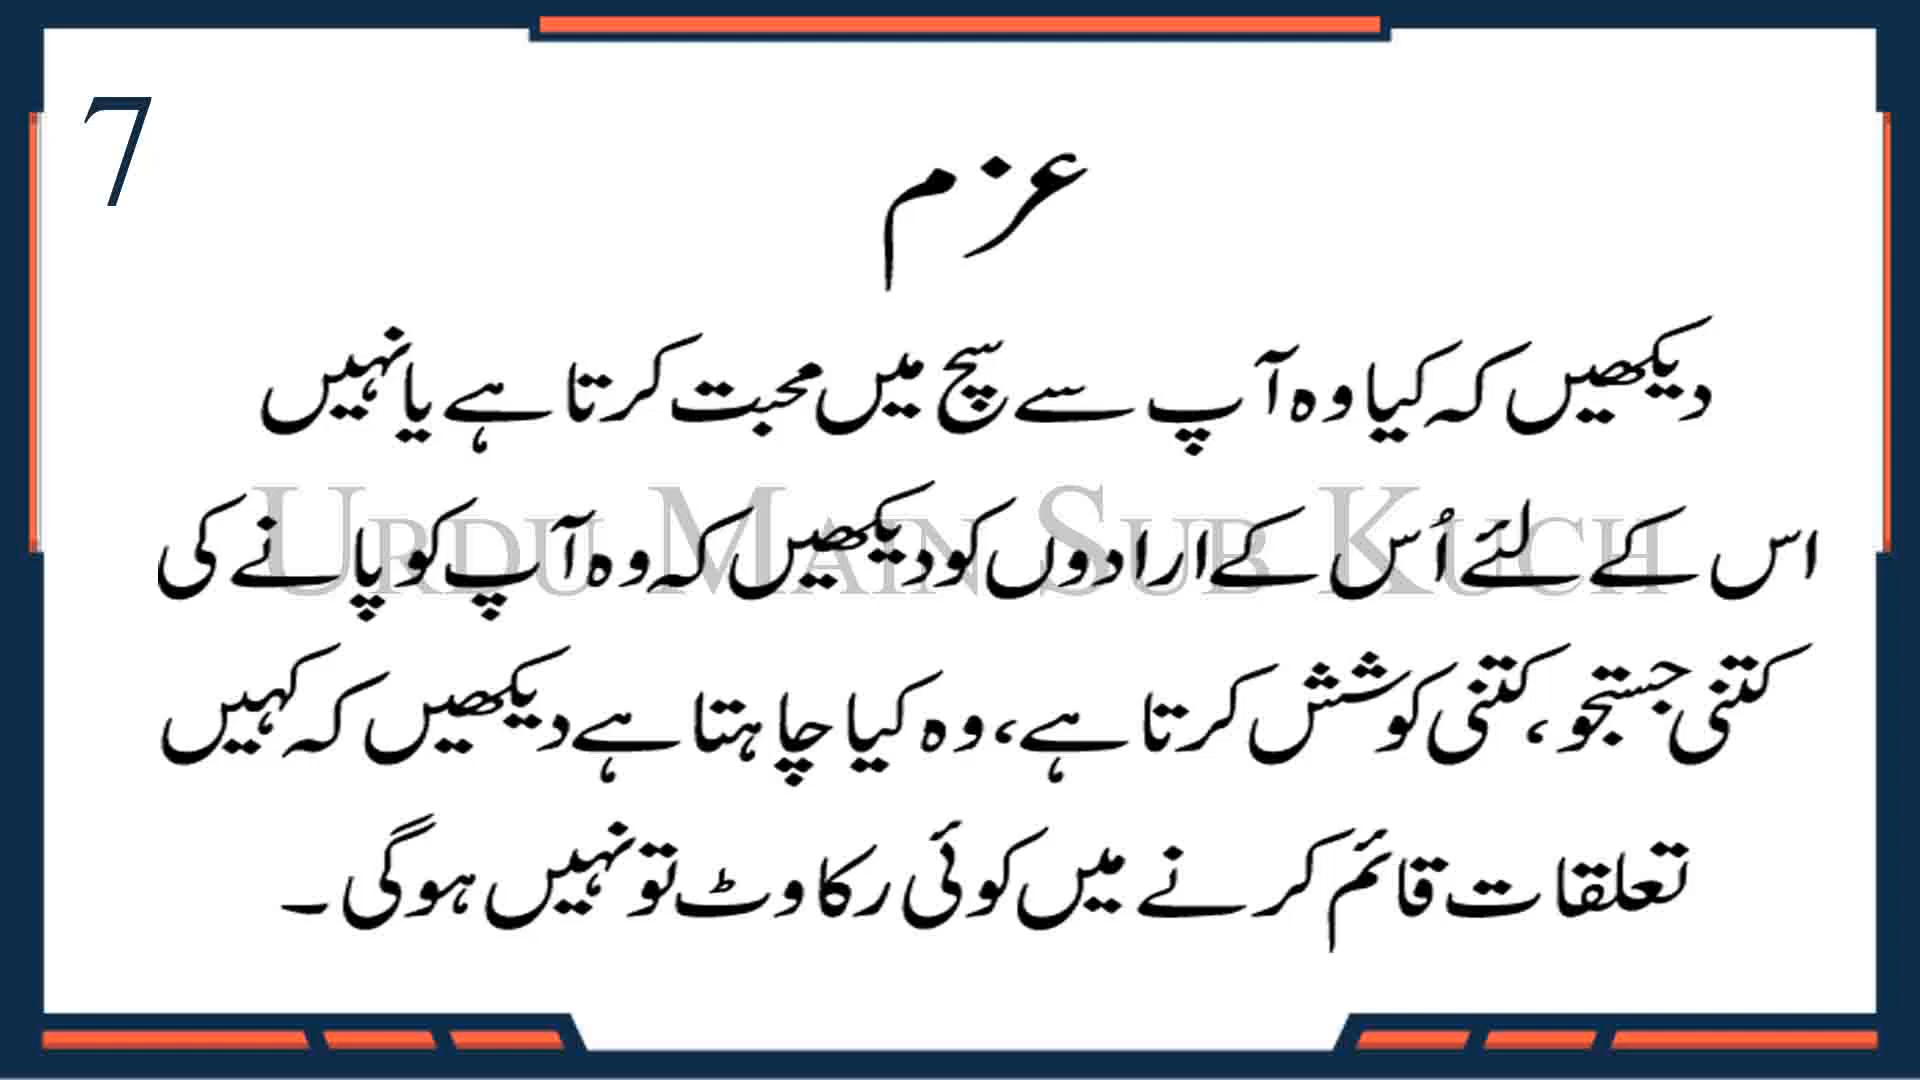 7
عزم
دیکھیں کہ کیا وہ آپ سے سچ میں محبت کرتا ہے یا نہیں
اس کے لئے اُس کے ارادوں کو دیکھیں کہ وہ آپ کو پانے کی
URDU MAIN SUB KUCH
کتنی جستجو، کتنی کوشش کرتا ہے، وہ کیا چاہتا ہے دیکھیں کہ کہیں
تعلقات قائم کرنے میں کوئی رکاوٹ تو نہیں ہوگی۔